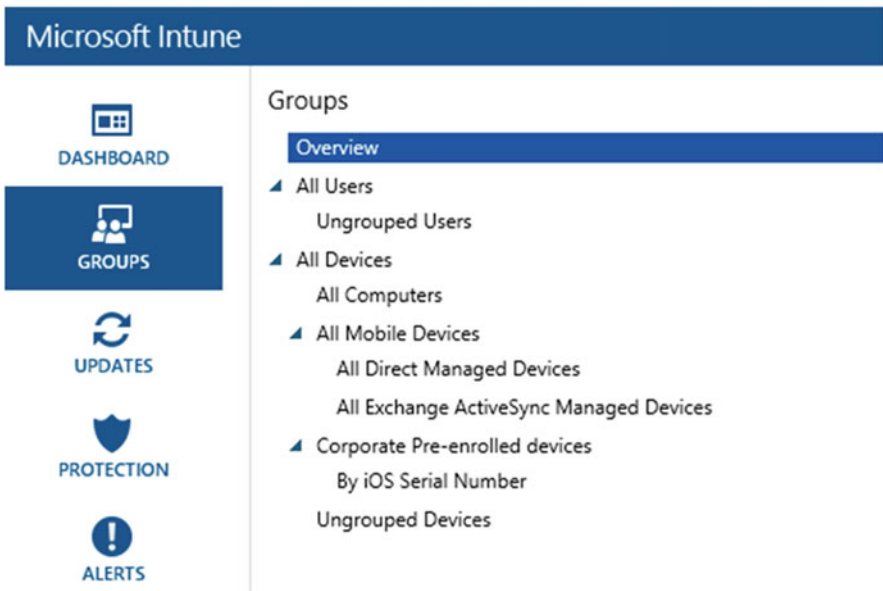 Microsoft Intune
DASHBOARD
GROUPS
UPDATES
PROTECTION
ALERTS
Groups
Overview
All Users
Ungrouped Users
All Devices
All Computers
All Mobile Devices
All Direct Managed Devices
All Exchange ActiveSync Managed Devices
Corporate Pre-enrolled devices
By iOS Serial Number
Ungrouped Devices